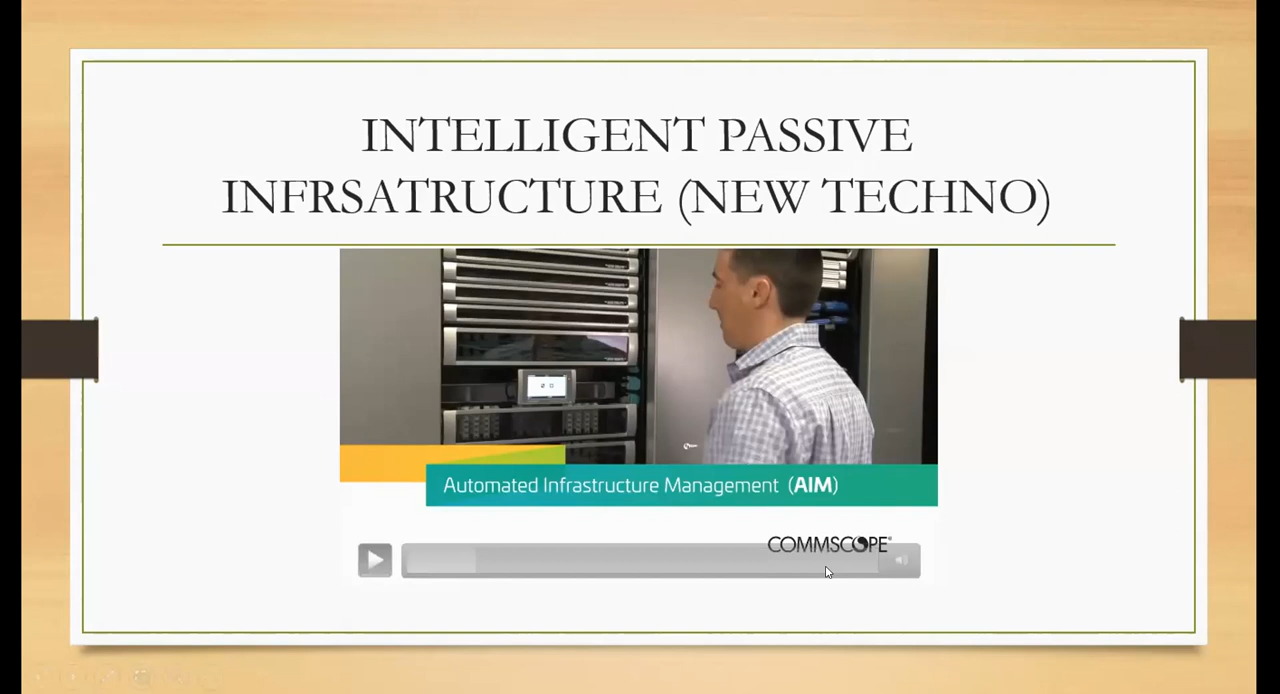 INTELLIGENT PASSIVE
INFRSATRUCTURE (NEW TECHNO)
Automated Infrastructure Management (AIM)
COMMSCOPE®